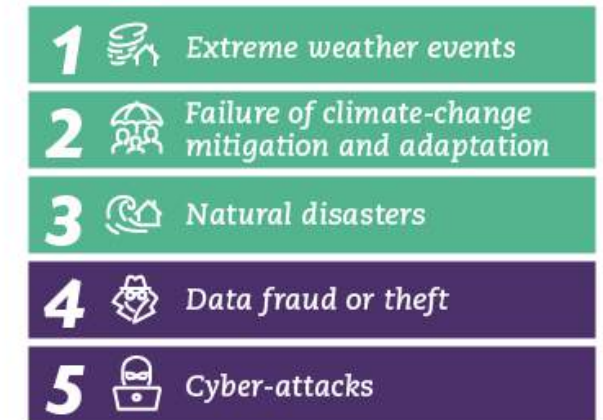 1 Extreme weather events
2 Failure of climate-change
mitigation and adaptation
3 Natural disasters
4 Data fraud or theft
5 Cyber-attacks